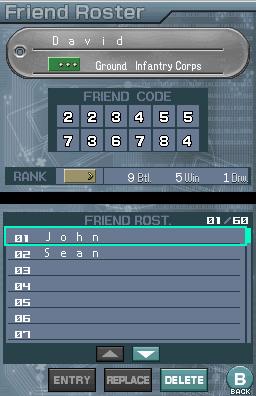 Friend Roster
David
... Ground Infantry Corps
FRIEND CODE
2 2 3 4 5 5
7 3 6 7 8 4
RANK 9 Btl. 5 Win 1 Drw.
FRIEND ROST. 01/60
01 John
02 Sean
03
04
05
06
07
ENTRY REPLACE DELETE B
BACK